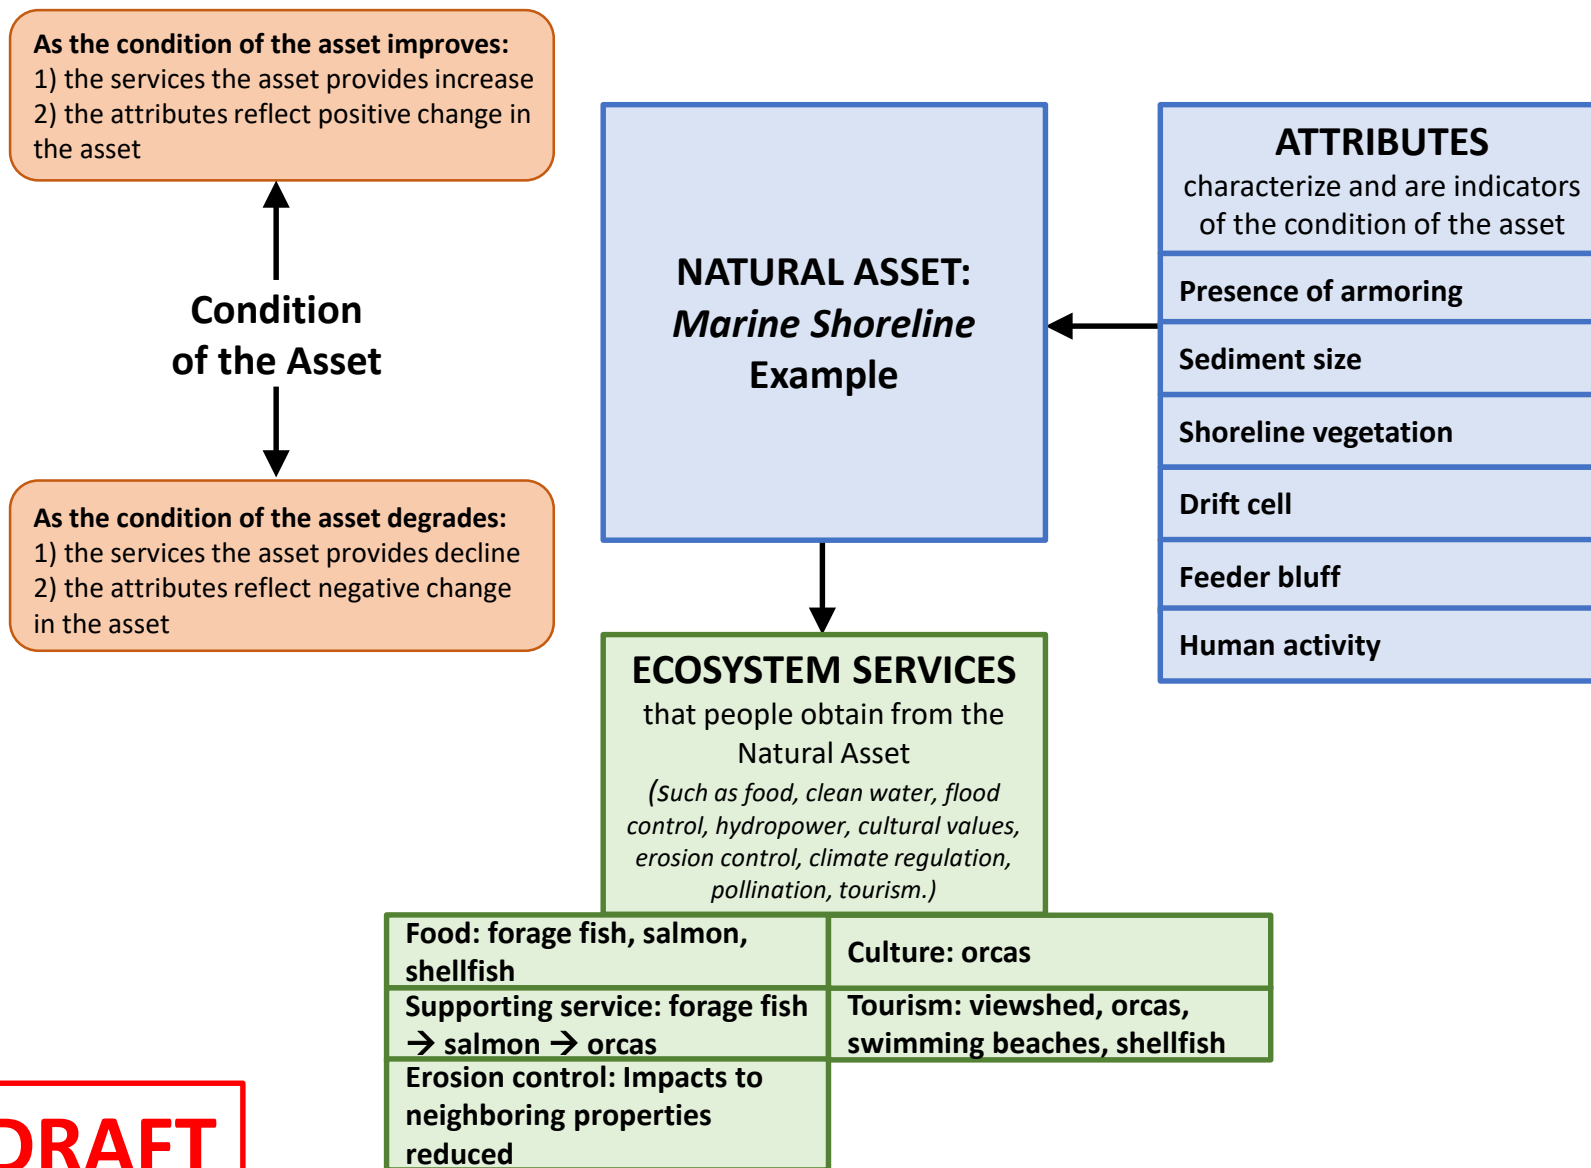 As the condition of the asset improves:
1) the services the asset provides increase
2) the attributes reflect positive change in
the asset
Condition
of the Asset
As the condition of the asset degrades:
1) the services the asset provides decline
2) the attributes reflect negative change
in the asset
NATURAL ASSET:
Marine Shoreline
Example
ATTRIBUTES
characterize and are indicators
of the condition of the asset
Presence of armoring
Sediment size
Shoreline vegetation
Drift cell
Feeder bluff
Human activity
ECOSYSTEM SERVICES
that people obtain from the
Natural Asset
(Such as food, clean water, flood
control, hydropower, cultural values,
erosion control, climate regulation,
pollination, tourism.)
Food: forage fish, salmon,
shellfish
Culture: orcas
Supporting service: forage fish
→ salmon → orcas
Tourism: viewshed, orcas,
swimming beaches, shellfish
Erosion control: Impacts to
neighboring properties
reduced
DRAFT